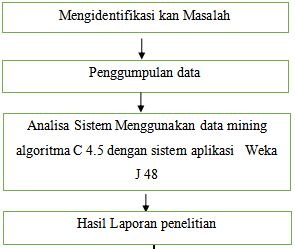 Mengidentifikasi kan Masalah
Penggumpulan data
Analisa Sistem Menggunakan data mining
algoritma C 4.5 dengan sistem aplikasi Weka
J 48
Hasil Laporan penelitian